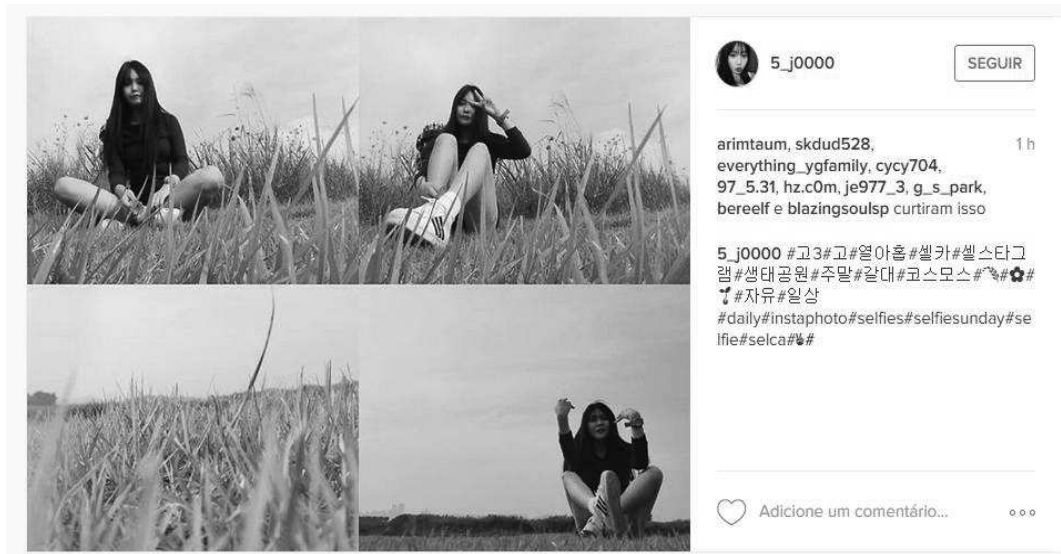 5_j0000
SEGUIR
arimtaum, skdud528,
1 h
everything_ygfamily, cycy704,
97_5.31, hz.c0m, je977_3, g_s_park,
bereelf e blazingsoulsp curtiram isso
5_j0000 #고3#고#열아홉#셀카#셀스타그
램#생태공원#주말#갈대#코스모스#🍃#✿#
🌱#자유#일상
#daily#instaphoto#selfies#selfiesunday#se
lfie#selca##
Adicione um comentário...